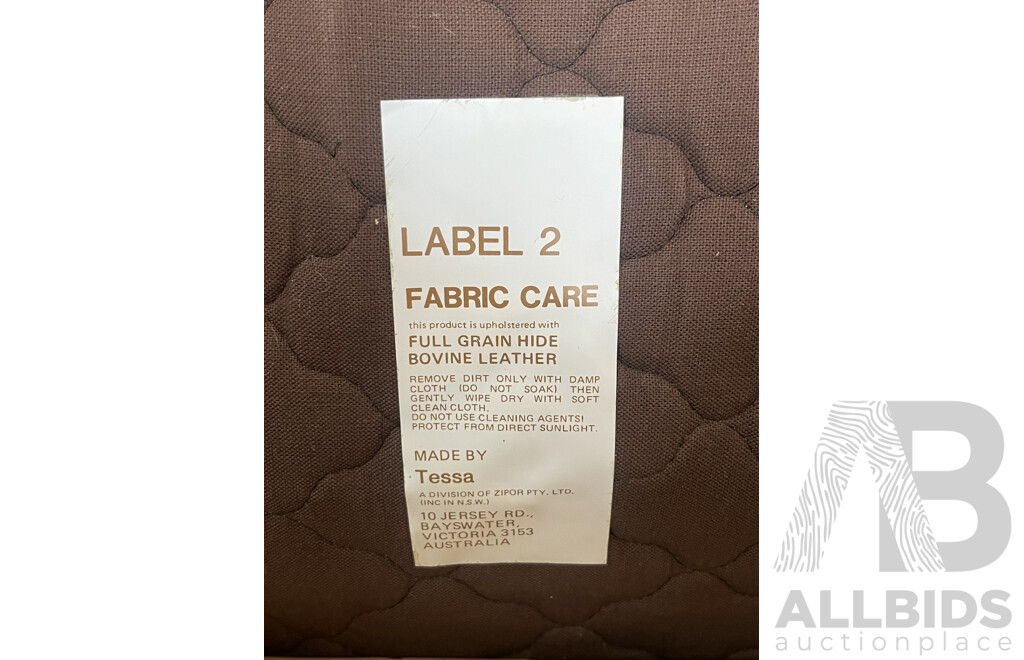 LABEL 2
FABRIC CARE
this product is upholstered with
FULL GRAIN HIDE
BOVINE LEATHER
REMOVE DIRT ONLY WITH DAMP
CLOTH (DO NOT SOAK) THEN
GENTLY WIPE DRY WITH SOFT
CLEAN CLOTH.
DO NOT USE CLEANING AGENTS!
PROTECT FROM DIRECT SUNLIGHT.
MADE BY
Tessa
A DIVISION OF ZIPOR PTY. LTD.
(INC IN N.S.W.)
10 JERSEY RD.,
BAYSWATER,
VICTORIA 3153
AUSTRALIA
AB
ALLBIDS
auctionplace